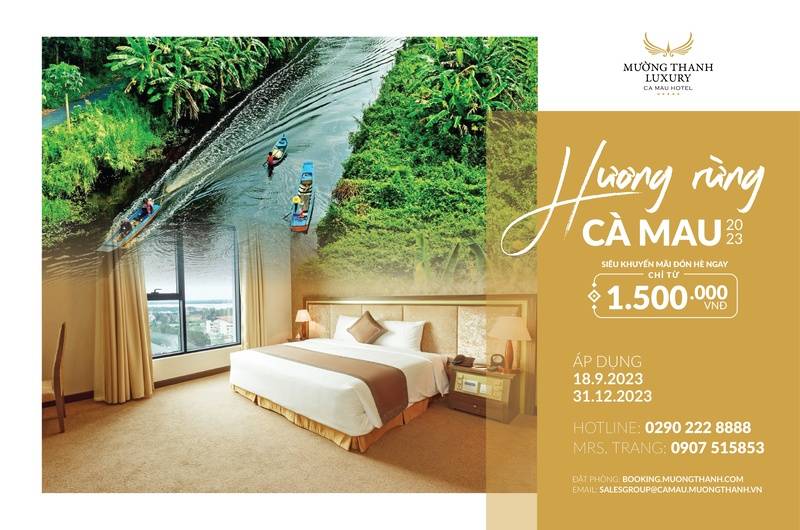 MƯỜNG THANH
LUXURY
CA MAU HOTEL
Hương rừng
CÀ MAU 20
23
SIÊU KHUYẾN MÃI ĐÓN HÈ NGAY
CHỈ TỪ
1.500.000
VNĐ
ÁP DỤNG
18.9.2023
31.12.2023
HOTLINE: 0290 222 8888
MRS. TRANG: 0907 515853
ĐẶT PHÒNG: BOOKING.MUONGTHANH.COM
EMAIL: SALESGROUP@CAMAU.MUONGTHANH.VN